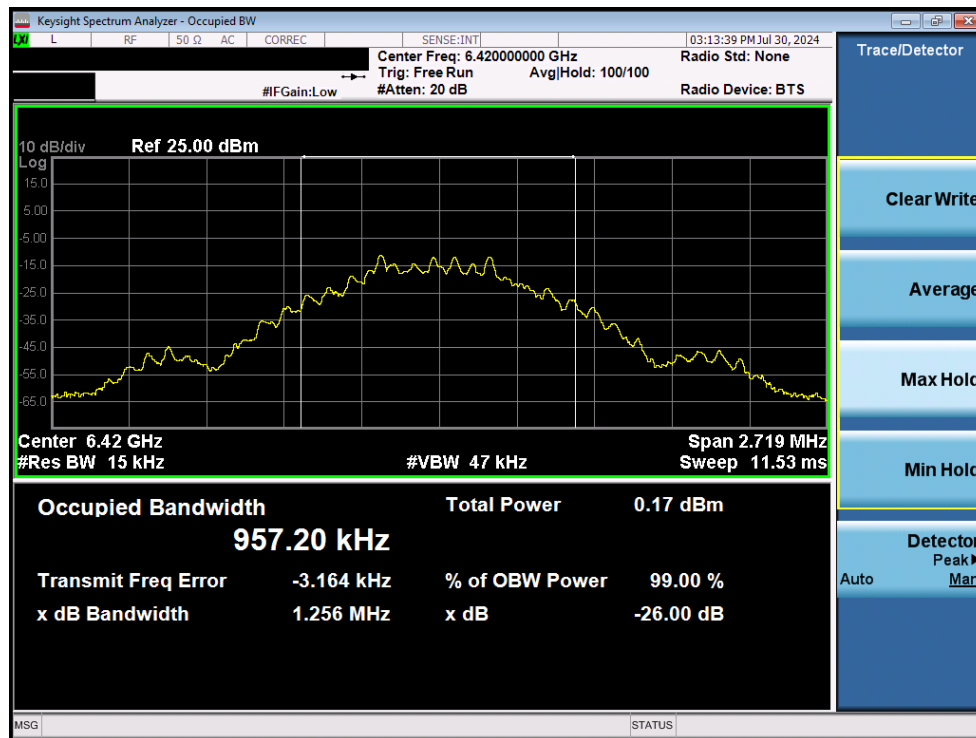 Keysight Spectrum Analyzer - Occupied BW
LXI L RF 50 Ω AC CORREC SENSE:INT 03:13:39 PM Jul 30, 2024
Center Freq: 6.420000000 GHz Radio Std: None
Trig: Free Run Avg|Hold: 100/100
#IFGain:Low #Atten: 20 dB Radio Device: BTS
Trace/Detector
10 dB/div Ref 25.00 dBm
Log
15.0
5.00
-5.00
-15.0
-25.0
-35.0
-45.0
-55.0
-65.0
Center 6.42 GHz Span 2.719 MHz
#Res BW 15 kHz #VBW 47 kHz Sweep 11.53 ms
Occupied Bandwidth Total Power 0.17 dBm
957.20 kHz
Transmit Freq Error -3.164 kHz % of OBW Power 99.00 %
x dB Bandwidth 1.256 MHz x dB -26.00 dB
Clear Write
Average
Max Hold
Min Hold
Detector
Peak
Auto Man
MSG STATUS